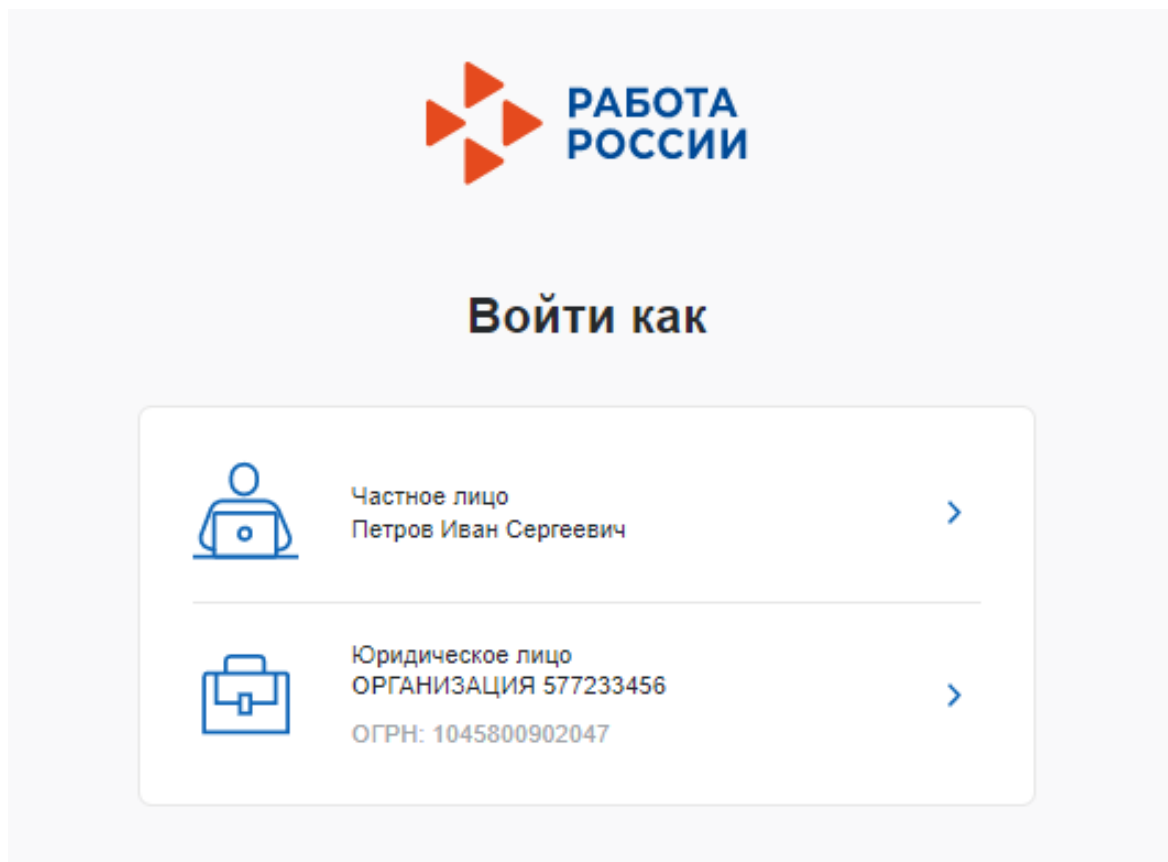 РАБОТА
РОССИИ
Войти как
Частное лицо
Петров Иван Сергеевич
Юридическое лицо
ОРГАНИЗАЦИЯ 577233456
ОГРН: 1045800902047